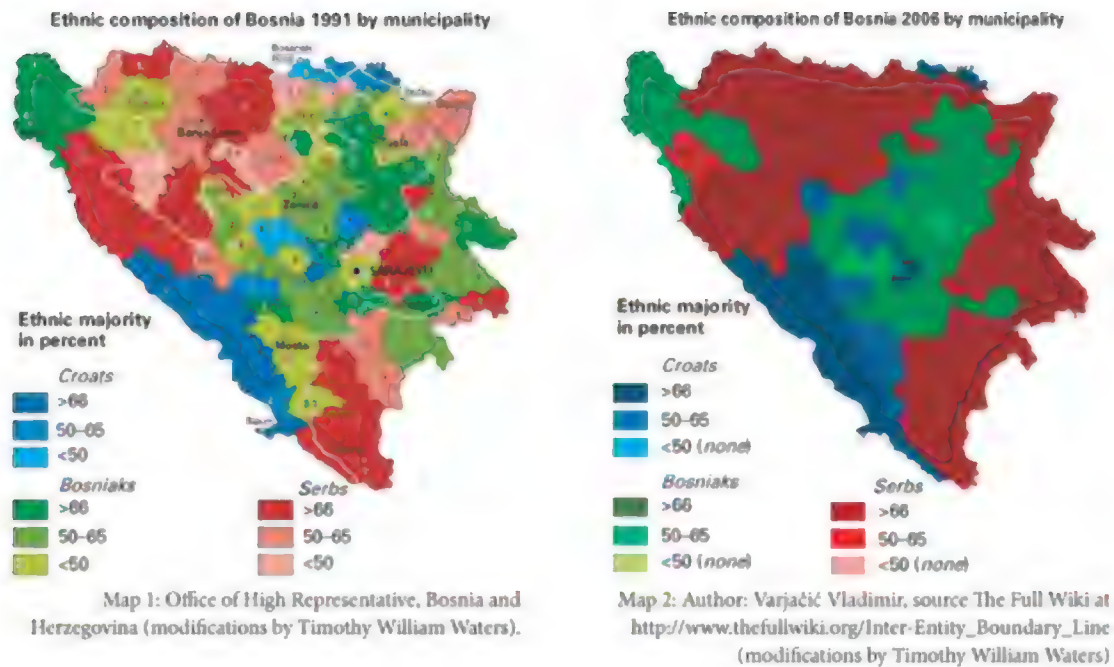 Ethnic composition of Bosnia 1991 by municipality
Bosanski
Banja Luka
Tuzla
Zenica
SARAJEVO
Mostar
Ethnic majority
in percent
Croats
>66
50–65
<50
Bosniaks
>66
50–65
<50
Serbs
>66
50–65
<50
Map 1: Office of High Representative, Bosnia and
Herzegovina (modifications by Timothy William Waters).
Ethnic composition of Bosnia 2006 by municipality
Ethnic majority
in percent
Croats
>66
50–65
<50 (none)
Bosniaks
>66
50–65
<50 (none)
Serbs
>66
50–65
<50 (none)
Map 2: Author: Varjačić Vladimir, source The Full Wiki at
http://www.thefullwiki.org/Inter-Entity_Boundary_Line
(modifications by Timothy William Waters)